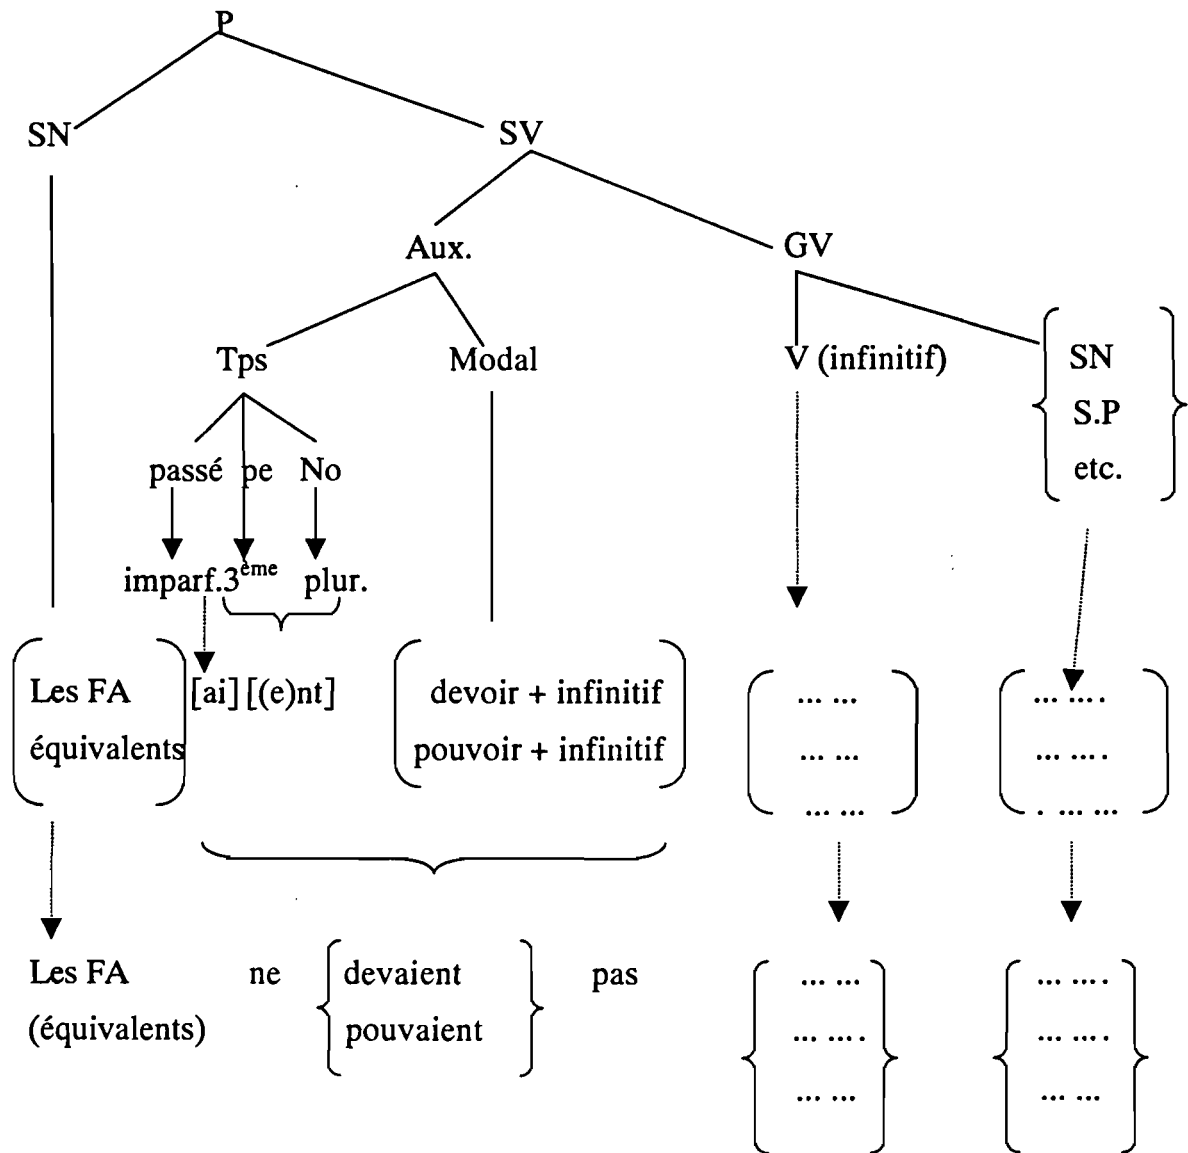 P
SN SV
Aux. GV
Tps Modal V (infinitif) SN
S.P
etc.
passé pe No
imparf.3ème plur.
Les FA [ai] [(e)nt] devoir + infinitif ... ... ... ... .
équivalents pouvoir + infinitif ... ... ... ... .
... ... . ... ...
Les FA ne devaient pas ... ... ... ... .
(équivalents) pouvaient ... ... . ... ... .
... ... ... ...